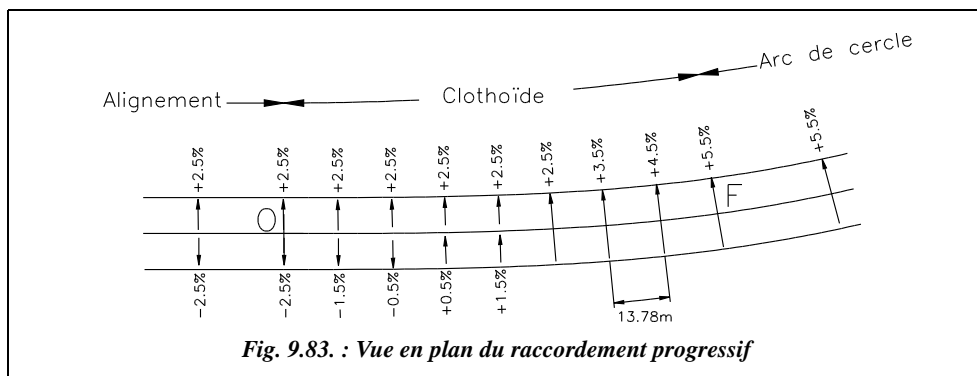 Arc de cercle
Alignement
Clothoïde
+2.5% +2.5% +2.5% +2.5% +2.5% +2.5% +2.5% +3.5% +4.5% +5.5% +5.5%
O
F
-2.5% -2.5% -1.5% -0.5% +0.5% +1.5%
13.78m
Fig. 9.83. : Vue en plan du raccordement progressif